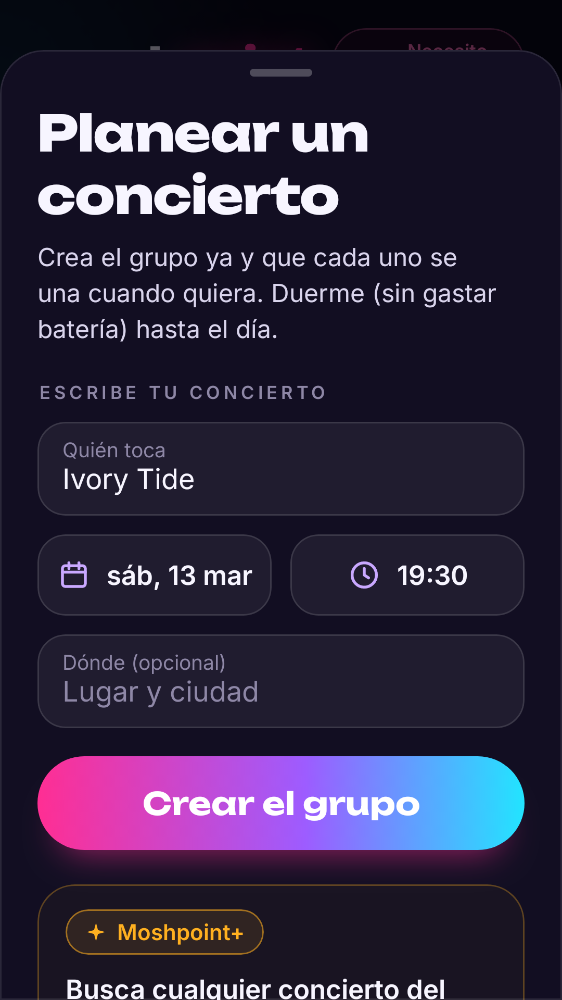 Planear un
concierto
Crea el grupo ya y que cada uno se
una cuando quiera. Duerme (sin gastar
batería) hasta el día.
ESCRIBE TU CONCIERTO
Quién toca
Ivory Tide
sáb, 13 mar
19:30
Dónde (opcional)
Lugar y ciudad
Crear el grupo
Moshpoint+
Busca cualquier concierto del